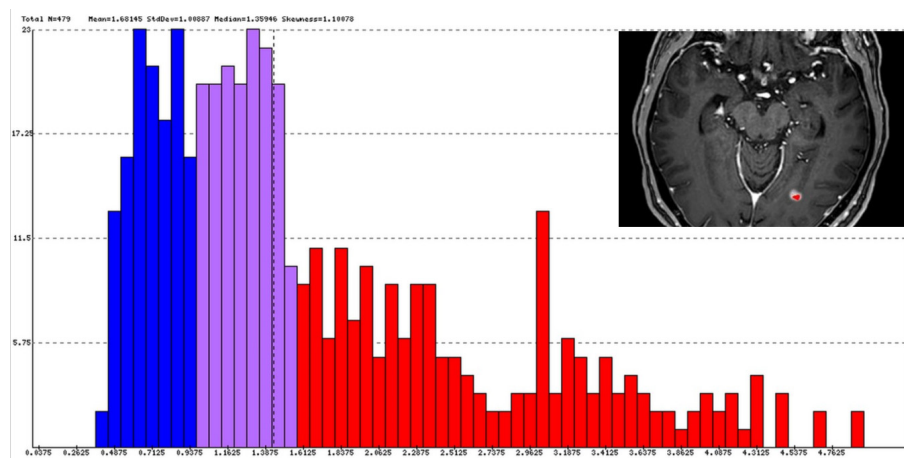 Total N=479 Mean=1.68145 StdDev=1.00887 Median=1.35946 Skewness=1.10078
23
17.25
11.5
5.75
0.0375 0.2625 0.4875 0.7125 0.9375 1.1625 1.3875 1.6125 1.8375 2.0625 2.2875 2.5125 2.7375 2.9625 3.1875 3.4125 3.6375 3.8625 4.0875 4.3125 4.5375 4.7625